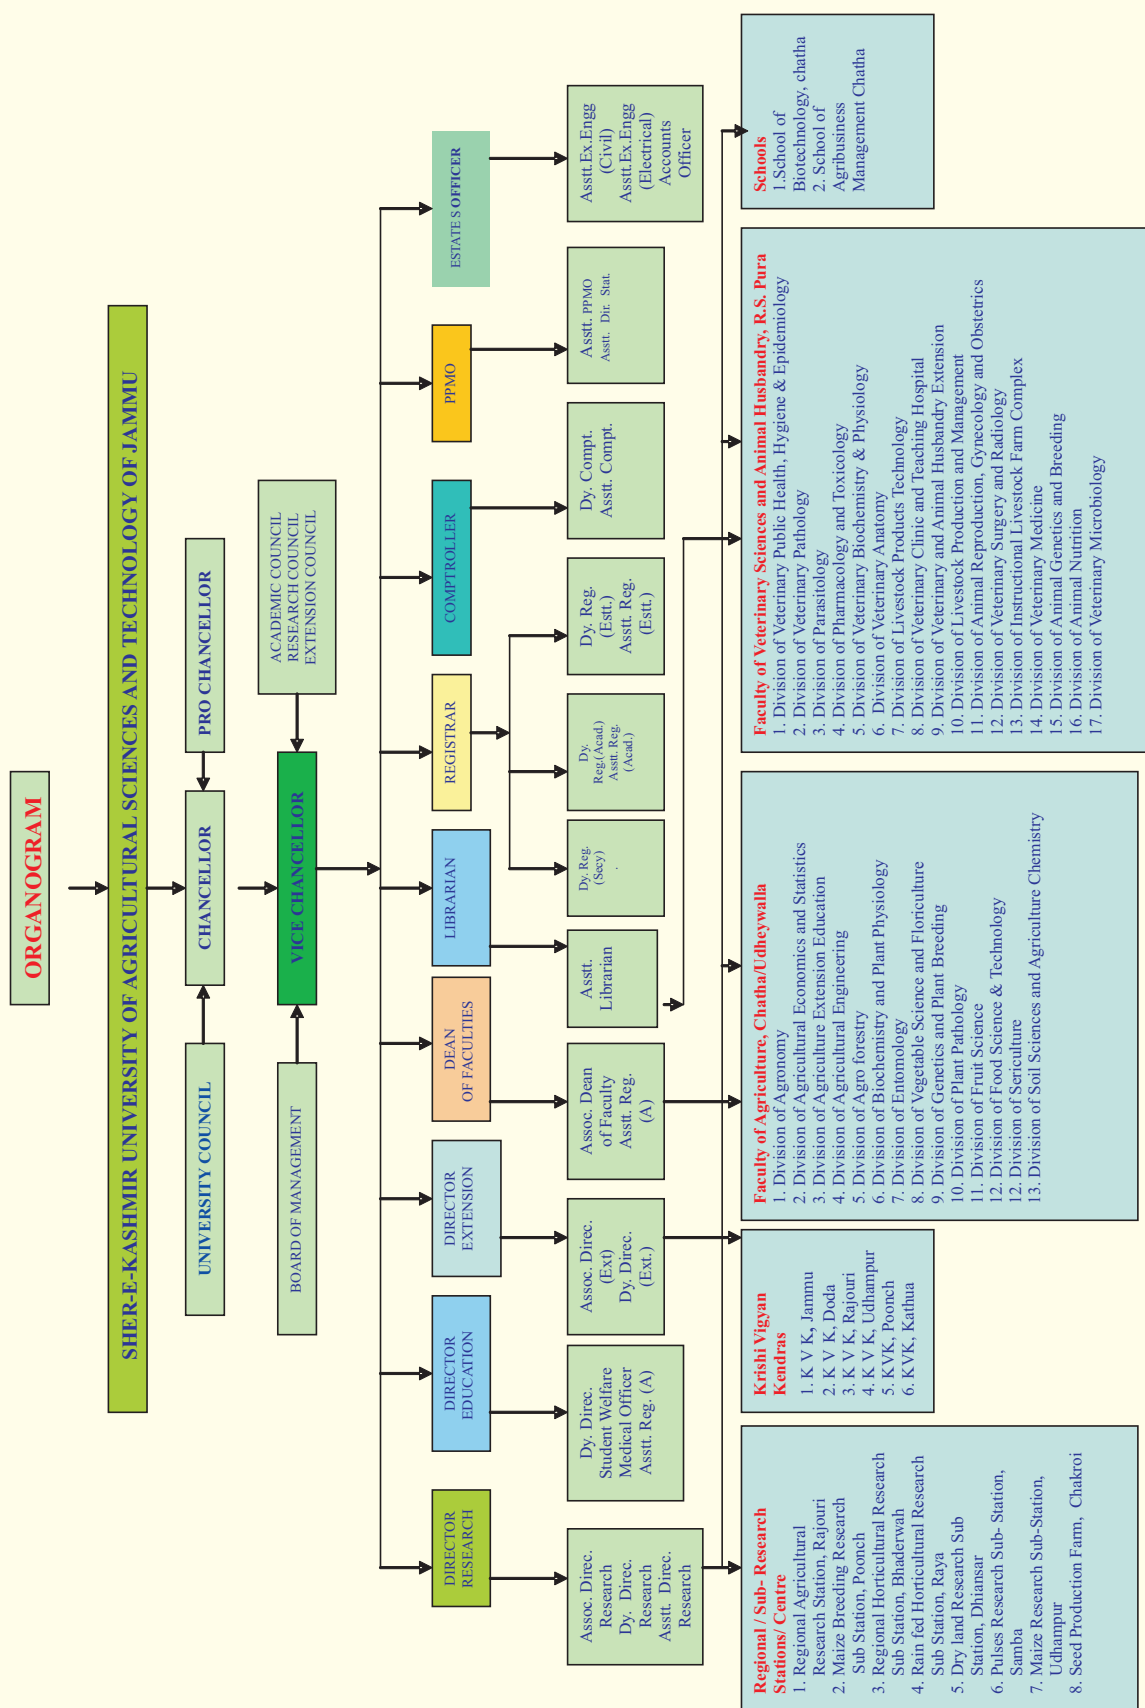 ORGANOGRAM
SHER-E-KASHMIR UNIVERSITY OF AGRICULTURAL SCIENCES AND TECHNOLOGY OF JAMMU
UNIVERSITY COUNCIL
CHANCELLOR
PRO CHANCELLOR
BOARD OF MANAGEMENT
VICE CHANCELLOR
ACADEMIC COUNCIL
RESEARCH COUNCIL
EXTENSION COUNCIL
DIRECTOR
RESEARCH
DIRECTOR
EDUCATION
DIRECTOR
EXTENSION
DEAN
OF FACULTIES
LIBRARIAN
REGISTRAR
COMPTROLLER
PPMO
ESTATE S OFFICER
Assoc. Direc.
Research
Dy. Direc.
Research
Asstt. Direc.
Research
Dy. Direc.
Student Welfare
Medical Officer
Asstt. Reg. (A)
Assoc. Direc.
(Ext)
Dy. Direc.
(Ext.)
Assoc. Dean
of Faculty
Asstt. Reg.
(A)
Asstt.
Librarian
Dy. Reg.
(Secy)
.
Dy.
Reg.(Acad.)
Asstt. Reg.
(Acad.)
Dy. Reg.
(Estt.)
Asstt. Reg.
(Estt.)
Dy. Compt.
Asstt. Compt.
Asstt. PPMO
Asstt. Dir. Stat.
Asstt.Ex.Engg
(Civil)
Asstt.Ex.Engg
(Electrical)
Accounts
Officer
Regional / Sub- Research
Stations/ Centre
1. Regional Agricultural
Research Station, Rajouri
2. Maize Breeding Research
Sub Station, Poonch
3. Regional Horticultural Research
Sub Station, Bhaderwah
4. Rain fed Horticultural Research
Sub Station, Raya
5. Dry land Research Sub
Station, Dhiansar
6. Pulses Research Sub- Station,
Samba
7. Maize Research Sub-Station,
Udhampur
8. Seed Production Farm, Chakroi
Krishi Vigyan
Kendras
1. K V K, Jammu
2. K V K, Doda
3. K V K, Rajouri
4. K V K, Udhampur
5. KVK, Poonch
6. KVK, Kathua
Faculty of Agriculture, Chatha/Udheywalla
1. Division of Agronomy
2. Division of Agricultural Economics and Statistics
3. Division of Agriculture Extension Education
4. Division of Agricultural Engineering
5. Division of Agro forestry
6. Division of Biochemistry and Plant Physiology
7. Division of Entomology
8. Division of Vegetable Science and Floriculture
9. Division of Genetics and Plant Breeding
10. Division of Plant Pathology
11. Division of Fruit Science
12. Division of Food Science & Technology
12. Division of Sericulture
13. Division of Soil Sciences and Agriculture Chemistry
Faculty of Veterinary Sciences and Animal Husbandry, R.S. Pura
1. Division of Veterinary Public Health, Hygiene & Epidemiology
2. Division of Veterinary Pathology
3. Division of Parasitology
4. Division of Pharmacology and Toxicology
5. Division of Veterinary Biochemistry & Physiology
6. Division of Veterinary Anatomy
7. Division of Livestock Products Technology
8. Division of Veterinary Clinic and Teaching Hospital
9. Division of Veterinary and Animal Husbandry Extension
10. Division of Livestock Production and Management
11. Division of Animal Reproduction, Gynecology and Obstetrics
12. Division of Veterinary Surgery and Radiology
13. Division of Instructional Livestock Farm Complex
14. Division of Veterinary Medicine
15. Division of Animal Genetics and Breeding
16. Division of Animal Nutrition
17. Division of Veterinary Microbiology
Schools
1.School of
Biotechnology, chatha
2. School of
Agribusiness
Management Chatha